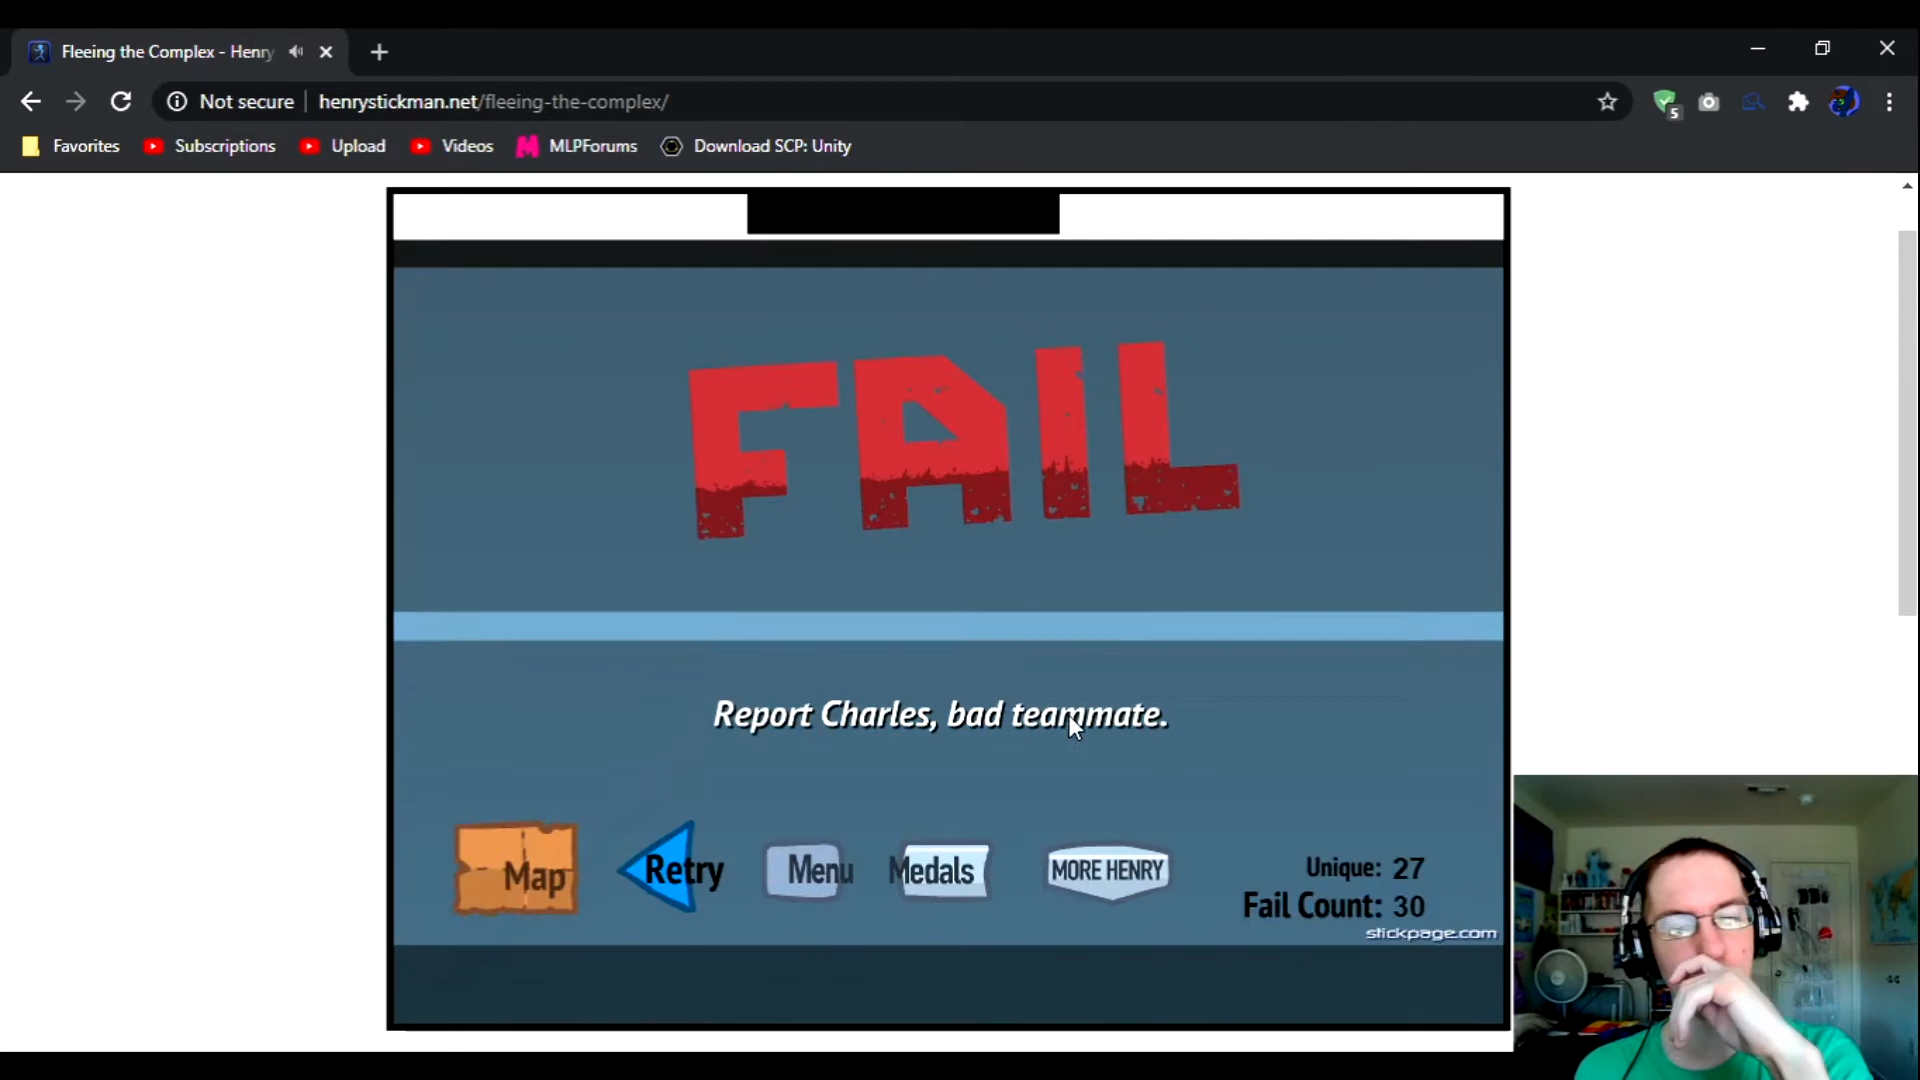 Fleeing the Complex - Henry
Not secure
henrystickman.net/fleeing-the-complex/
5
Favorites
Subscriptions
Upload
Videos
MLPForums
Download SCP: Unity
FAIL
Report Charles, bad teammate.
Map
Retry
Menu
Medals
MORE HENRY
Unique: 27
Fail Count: 30
stickpage.com